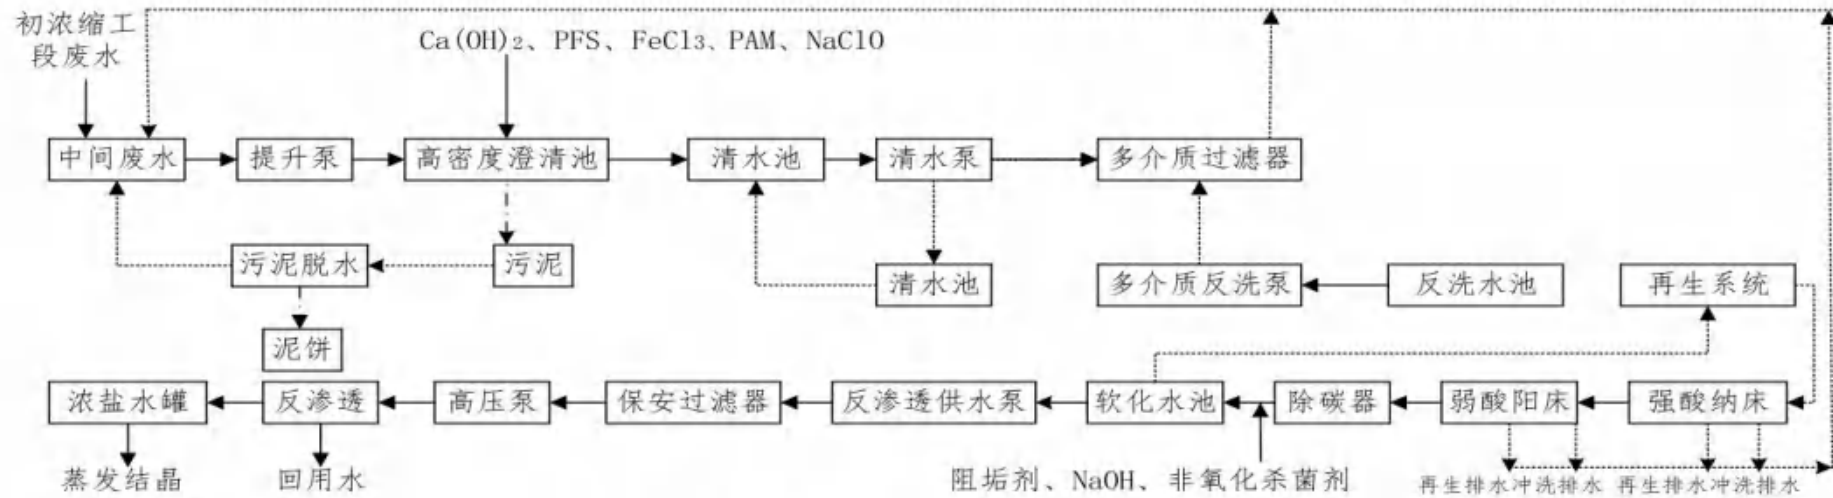 初浓缩工
段废水
Ca(OH)₂、PFS、FeCl₃、PAM、NaClO
中间废水
提升泵
高密度澄清池
清水池
清水泵
多介质过滤器
污泥脱水
污泥
清水池
多介质反洗泵
反洗水池
再生系统
泥饼
浓盐水罐
反渗透
高压泵
保安过滤器
反渗透供水泵
软化水池
除碳器
弱酸阳床
强酸纳床
蒸发结晶
回用水
阻垢剂、NaOH、非氧化杀菌剂
再生排水冲洗排水
再生排水冲洗排水